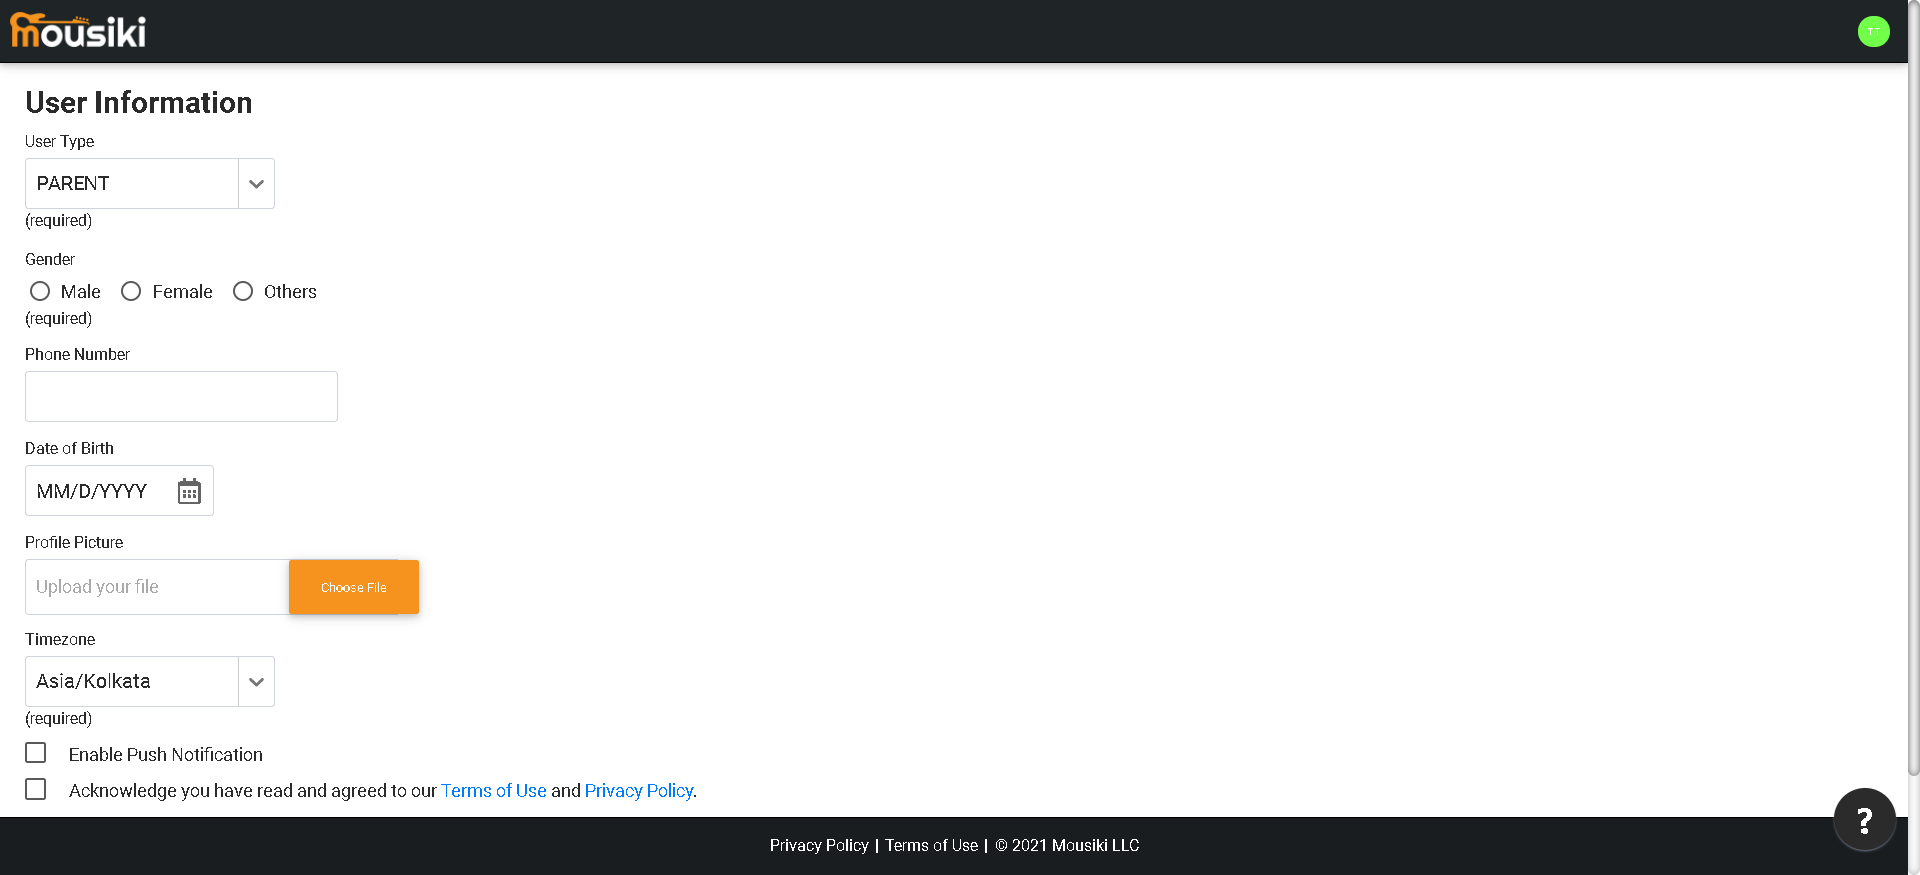 mousiki
TT
User Information
User Type
PARENT
(required)
Gender
Male Female Others
(required)
Phone Number
Date of Birth
MM/D/YYYY
Profile Picture
Upload your file Choose File
Timezone
Asia/Kolkata
(required)
Enable Push Notification
Acknowledge you have read and agreed to our Terms of Use and Privacy Policy.
?
Privacy Policy | Terms of Use | © 2021 Mousiki LLC